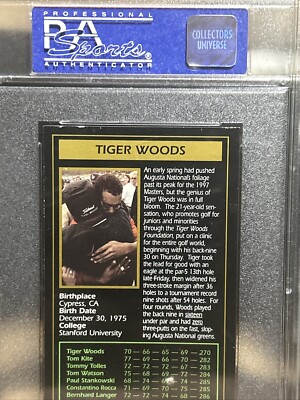 PROFESSIONAL
PSA
Sports
AUTHENTICATOR
COLLECTORS
UNIVERSE
TIGER WOODS
An early spring had pushed
Augusta National's foliage
past its peak for the 1997
Masters, but the genius of
Tiger Woods was in full
bloom. The 21-year-old sen-
sation, who promotes golf for
juniors and minorities
through the Tiger Woods
Foundation, put on a clinic
for the entire golf world,
beginning with his back-nine
30 on Thursday. Tiger took
the lead for good with an
eagle at the par-5 13th hole
late Friday, then widened his
three-stroke margin after 36
holes to a tournament record
nine shots after 54 holes. For
four rounds, Woods played
the back nine in sixteen
under par and had zero
three-putts on the fast, slop-
ing Augusta National greens.
Birthplace
Cypress, CA
Birth Date
December 30, 1975
College
Stanford University
Tiger Woods 70 — 66 — 65 — 69 — 270
Tom Kite 77 — 69 — 66 — 70 — 282
Tommy Tolles 72 — 72 — 72 — 67 — 283
Tom Watson 75 — 68 — 69 — 72 — 284
Paul Stankowski 68 — 74 — 69 — 74 — 285
Constantino Rocca 71 — 69 — 70 — 75 — 285
Bernhard Langer 72 — 72 — 74 — 68 — 286